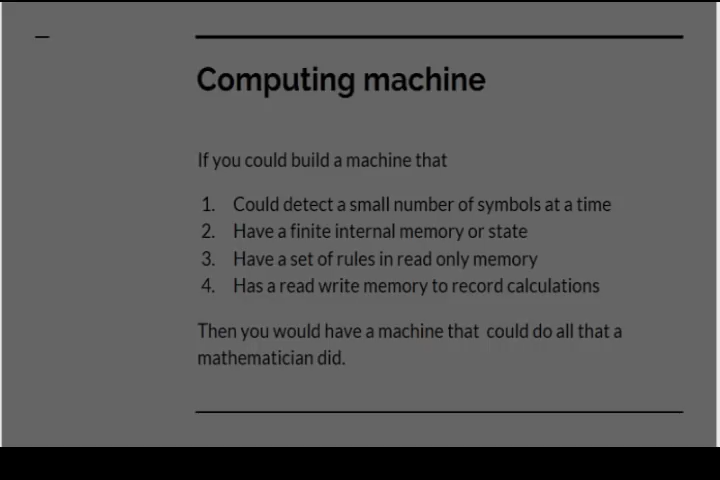 Computing machine
If you could build a machine that
1. Could detect a small number of symbols at a time
2. Have a finite internal memory or state
3. Have a set of rules in read only memory
4. Has a read write memory to record calculations
Then you would have a machine that could do all that a
mathematician did.